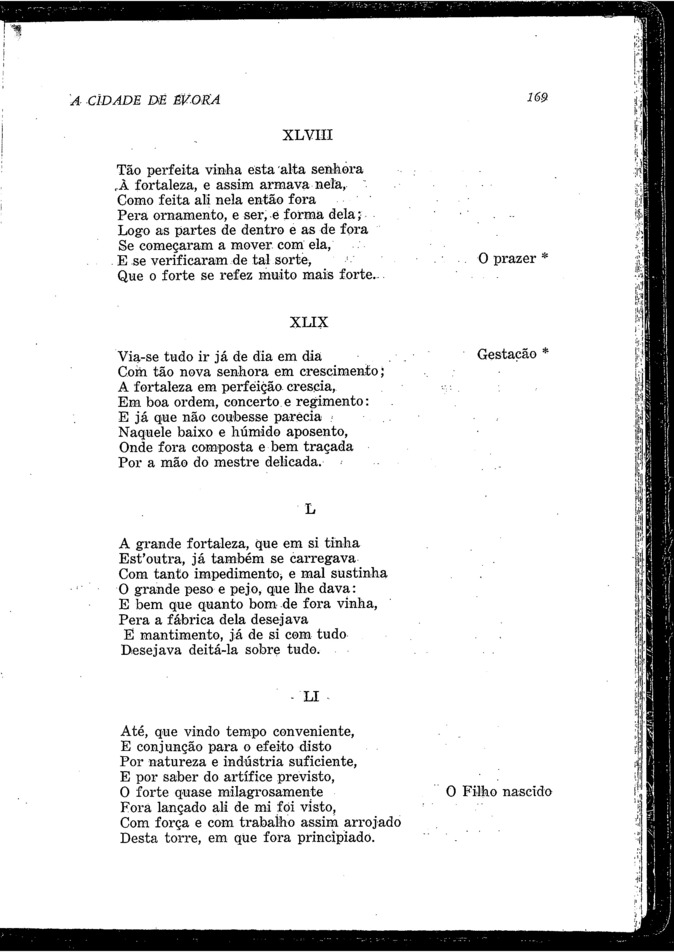 A CIDADE DE ÉVORA 169
XLVIII
Tão perfeita vinha esta alta senhora
À fortaleza, e assim armava nela,
Como feita ali nela então fora
Pera ornamento, e ser, e forma dela;
Logo as partes de dentro e as de fora
Se começaram a mover com ela,
E se verificaram de tal sorte, O prazer *
Que o forte se refez muito mais forte.
XLIX
Via-se tudo ir já de dia em dia Gestação *
Com tão nova senhora em crescimento;
A fortaleza em perfeição crescia,
Em boa ordem, concerto e regimento:
E já que não coubesse parecia
Naquele baixo e húmido aposento,
Onde fora composta e bem traçada
Por a mão do mestre delicada.
L
A grande fortaleza, que em si tinha
Est'outra, já também se carregava
Com tanto impedimento, e mal sustinha
O grande peso e pejo, que lhe dava:
E bem que quanto bom de fora vinha,
Pera a fábrica dela desejava
E mantimento, já de si com tudo
Desejava deitá-la sobre tudo.
LI
Até, que vindo tempo conveniente,
E conjunção para o efeito disto
Por natureza e indústria suficiente,
E por saber do artífice previsto,
O forte quase milagrosamente O Filho nascido
Fora lançado ali de mi foi visto,
Com força e com trabalho assim arrojado
Desta torre, em que fora principiado.